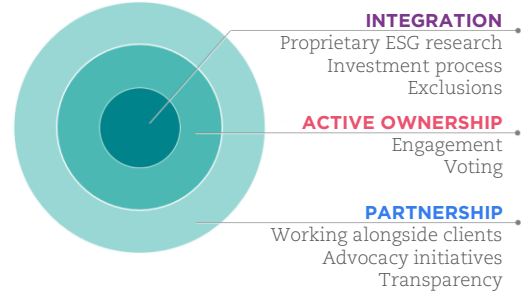 INTEGRATION
Proprietary ESG research
Investment process
Exclusions
ACTIVE OWNERSHIP
Engagement
Voting
PARTNERSHIP
Working alongside clients
Advocacy initiatives
Transparency